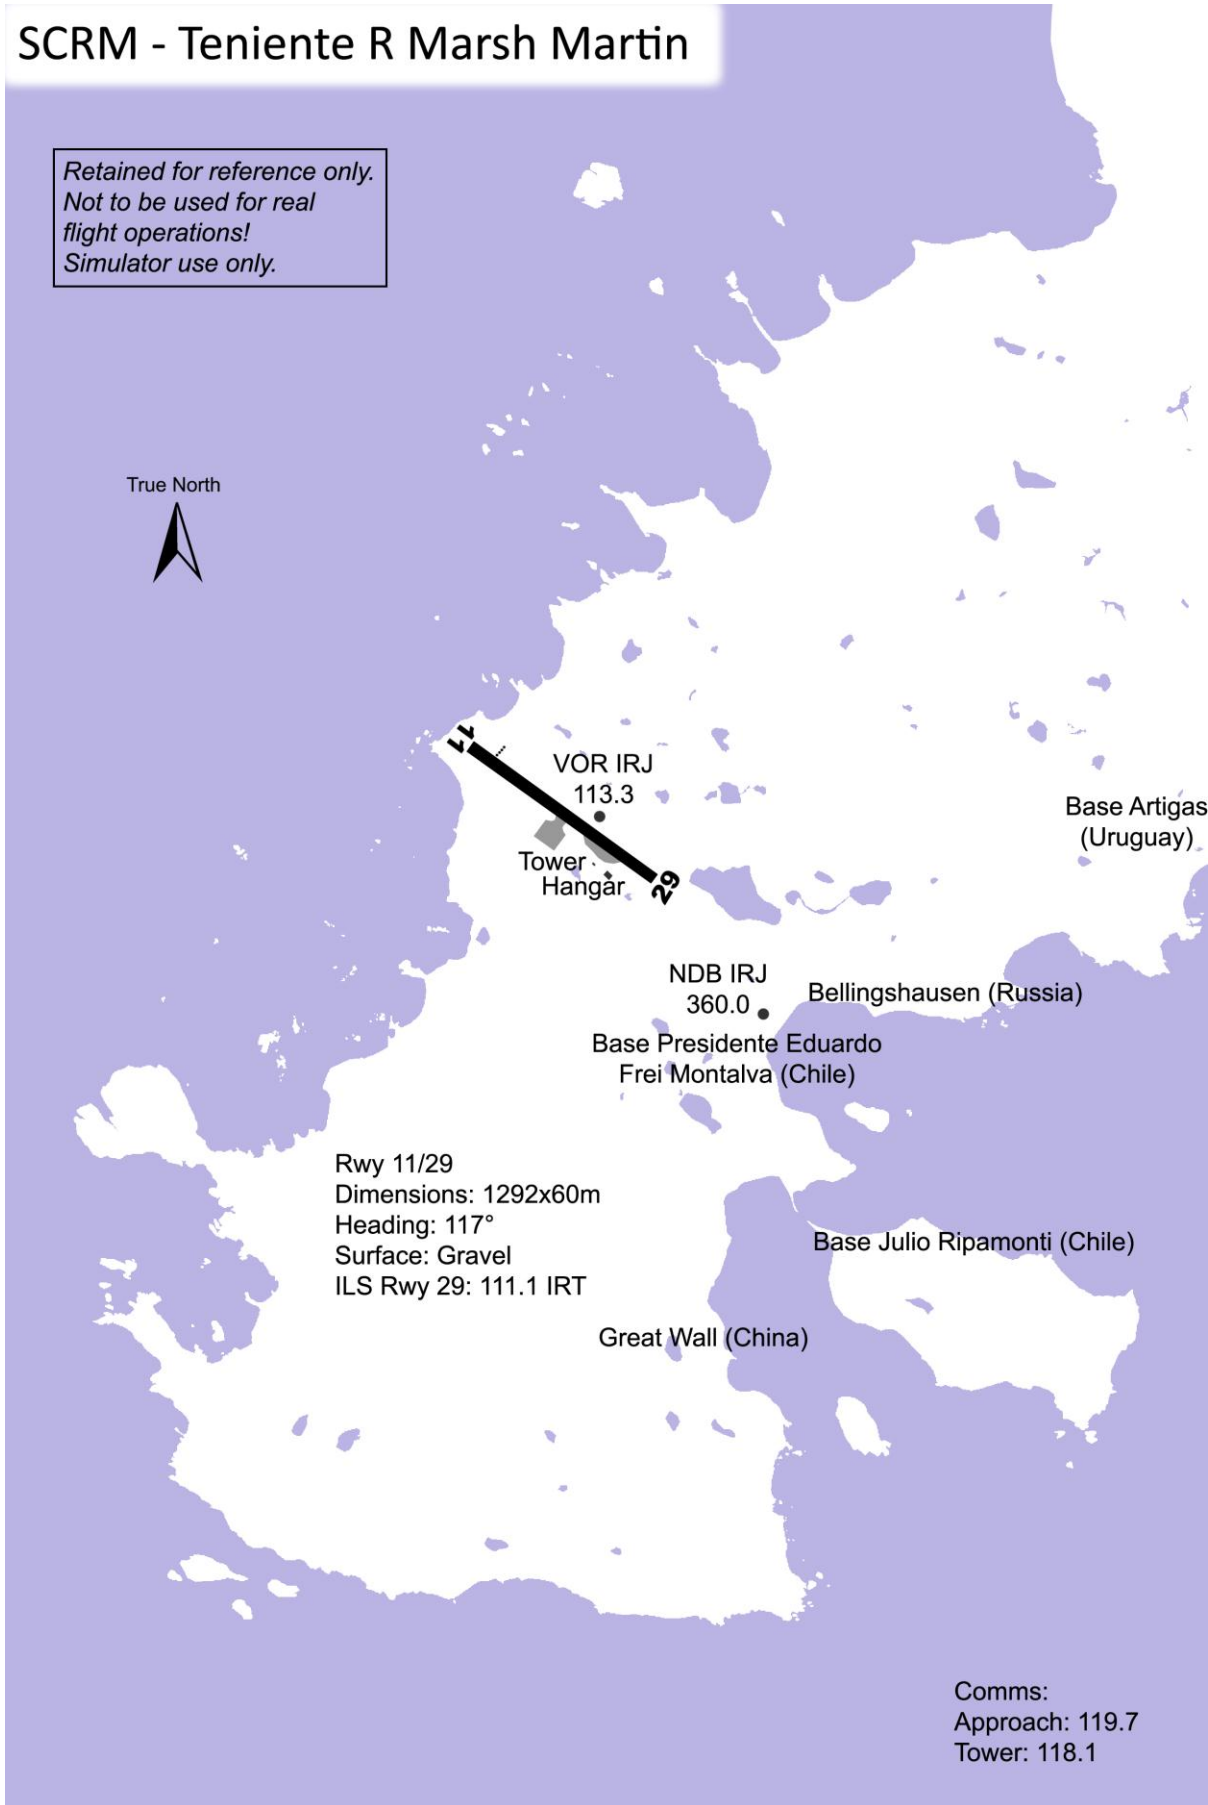 SCRM - Teniente R Marsh Martin
Retained for reference only.
Not to be used for real
flight operations!
Simulator use only.
True North
11
VOR IRJ
113.3
Tower
Hangar
29
Base Artigas
(Uruguay)
NDB IRJ
360.0
Bellingshausen (Russia)
Base Presidente Eduardo
Frei Montalva (Chile)
Rwy 11/29
Dimensions: 1292x60m
Heading: 117°
Surface: Gravel
ILS Rwy 29: 111.1 IRT
Base Julio Ripamonti (Chile)
Great Wall (China)
Comms:
Approach: 119.7
Tower: 118.1